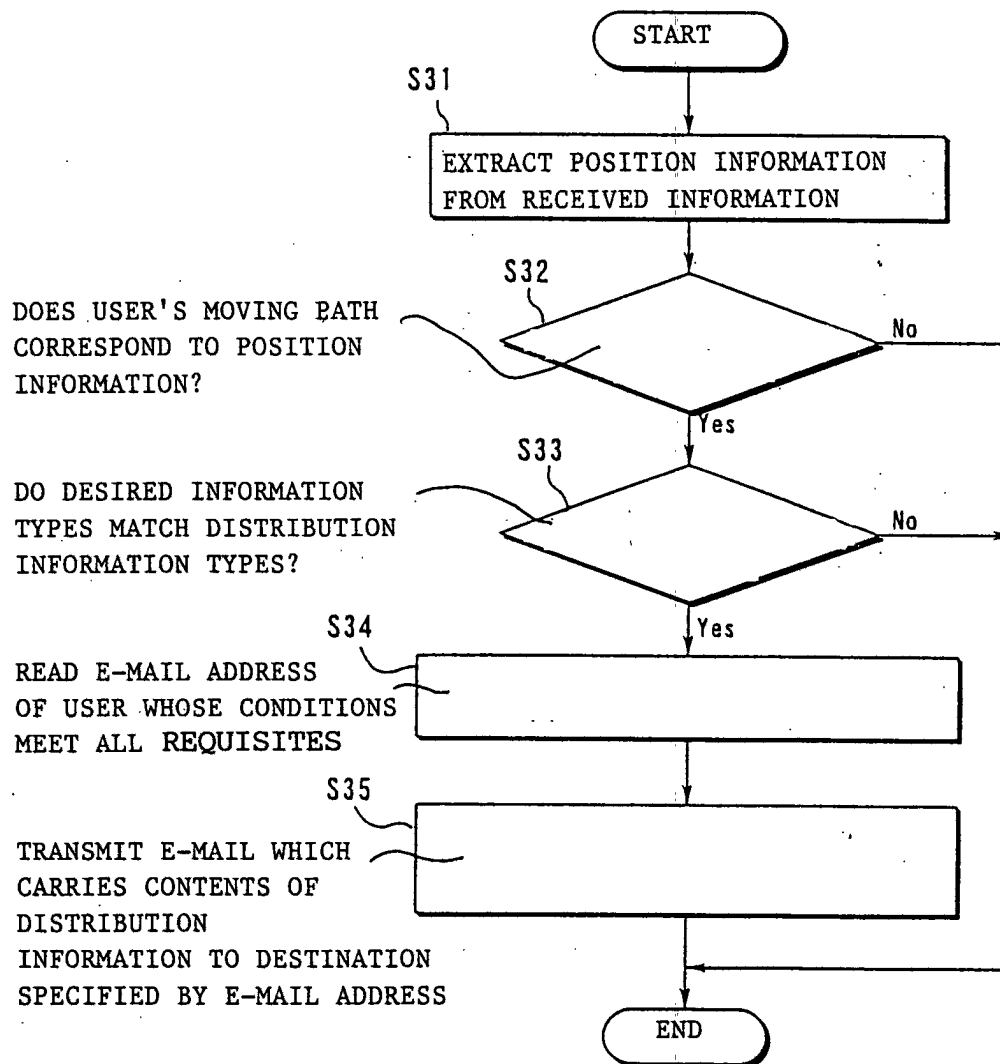 START
S31
EXTRACT POSITION INFORMATION
FROM RECEIVED INFORMATION
S32
DOES USER'S MOVING PATH
CORRESPOND TO POSITION
INFORMATION?
No
Yes
S33
DO DESIRED INFORMATION
TYPES MATCH DISTRIBUTION
INFORMATION TYPES?
No
Yes
S34
READ E-MAIL ADDRESS
OF USER WHOSE CONDITIONS
MEET ALL REQUISITES
S35
TRANSMIT E-MAIL WHICH
CARRIES CONTENTS OF
DISTRIBUTION
INFORMATION TO DESTINATION
SPECIFIED BY E-MAIL ADDRESS
END